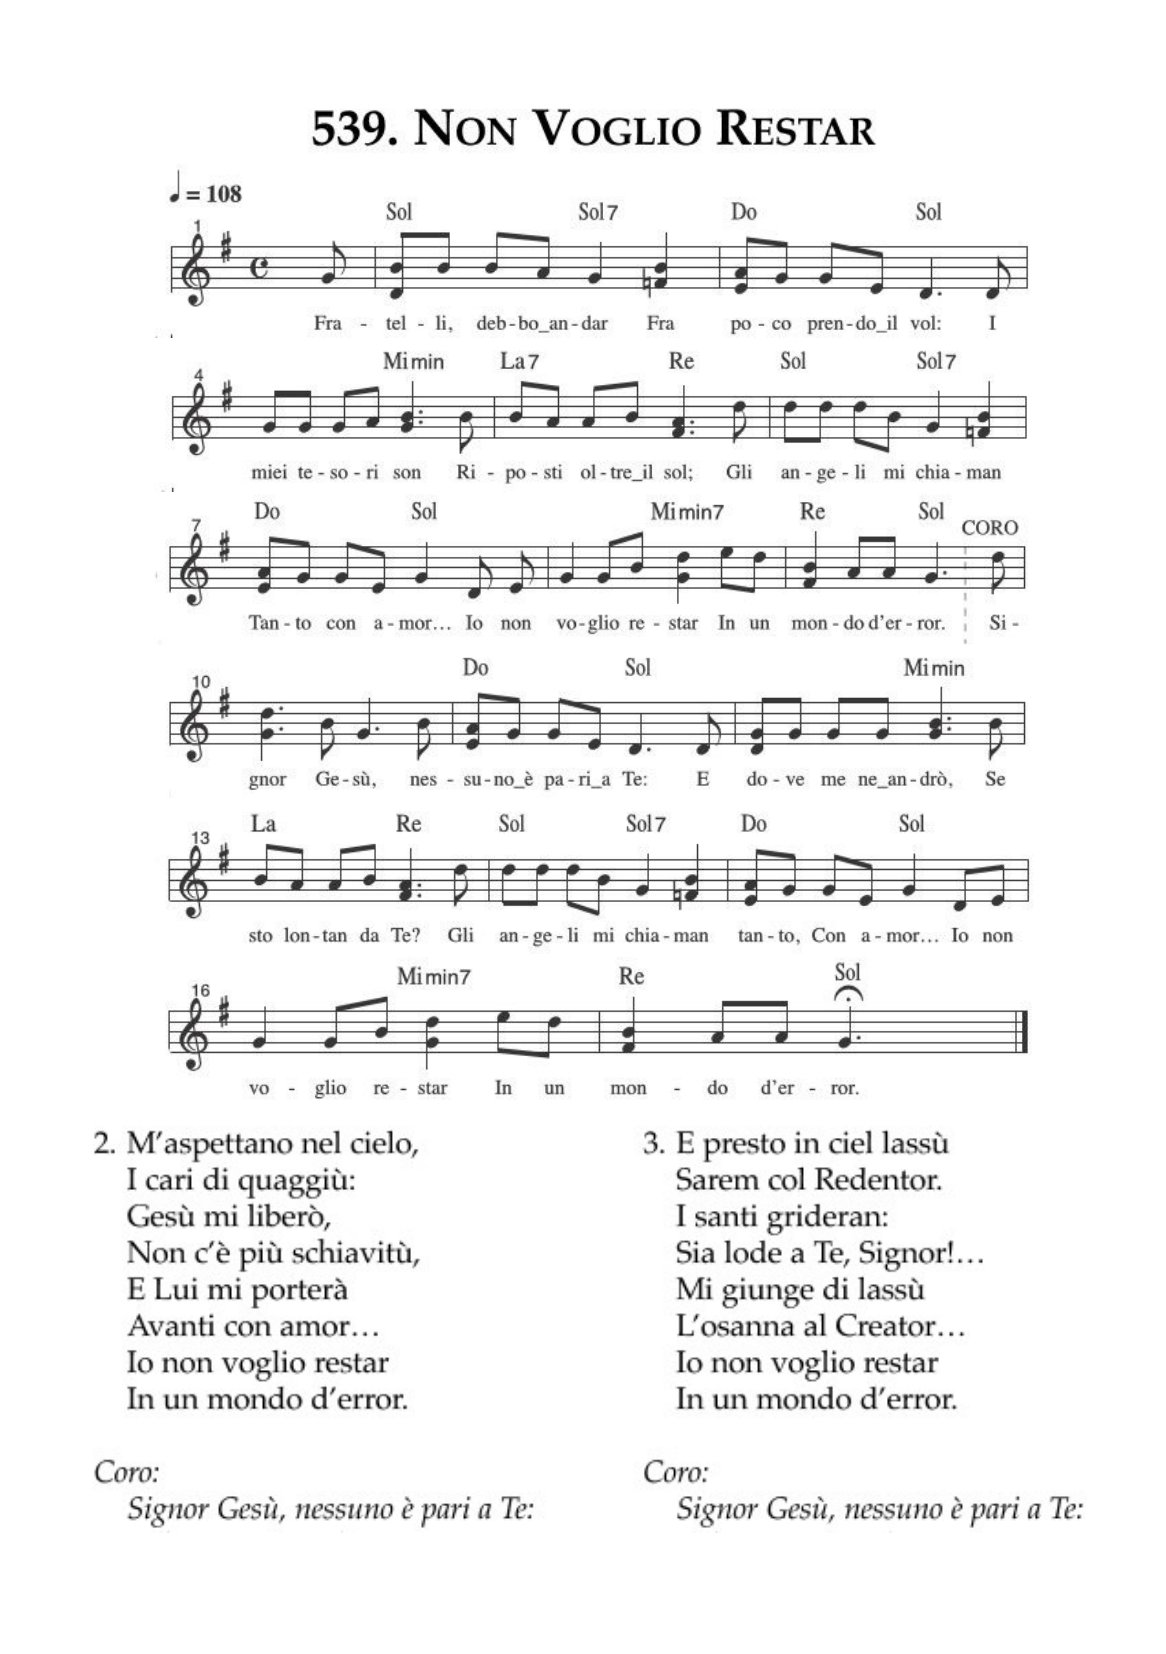 539. Non Voglio Restar
♩ = 108
Sol Sol7 Do Sol
1
Fra - tel - li, deb-bo_an-dar Fra po - co pren-do_il vol: I
Mi min La7 Re Sol Sol7
4
miei te - so - ri son Ri - po - sti ol-tre_il sol; Gli an - ge - li mi chia - man
Do Sol Mi min7 Re Sol CORO
7
Tan - to con a - mor... Io non vo-glio re - star In un mon - do d'er - ror. Si -
Do Sol Mi min
10
gnor Ge-sù, nes - su-no_è pa-ri_a Te: E do - ve me ne_an-drò, Se
La Re Sol Sol7 Do Sol
13
sto lon-tan da Te? Gli an-ge-li mi chia-man tan-to, Con a-mor... Io non
Mi min7 Re Sol
16
vo - glio re - star In un mon - do d'er - ror.
2. M'aspettano nel cielo,
I cari di quaggiù:
Gesù mi liberò,
Non c'è più schiavitù,
E Lui mi porterà
Avanti con amor...
Io non voglio restar
In un mondo d'error.
Coro:
Signor Gesù, nessuno è pari a Te:
3. E presto in ciel lassù
Sarem col Redentor.
I santi grideran:
Sia lode a Te, Signor!...
Mi giunge di lassù
L'osanna al Creator...
Io non voglio restar
In un mondo d'error.
Coro:
Signor Gesù, nessuno è pari a Te: